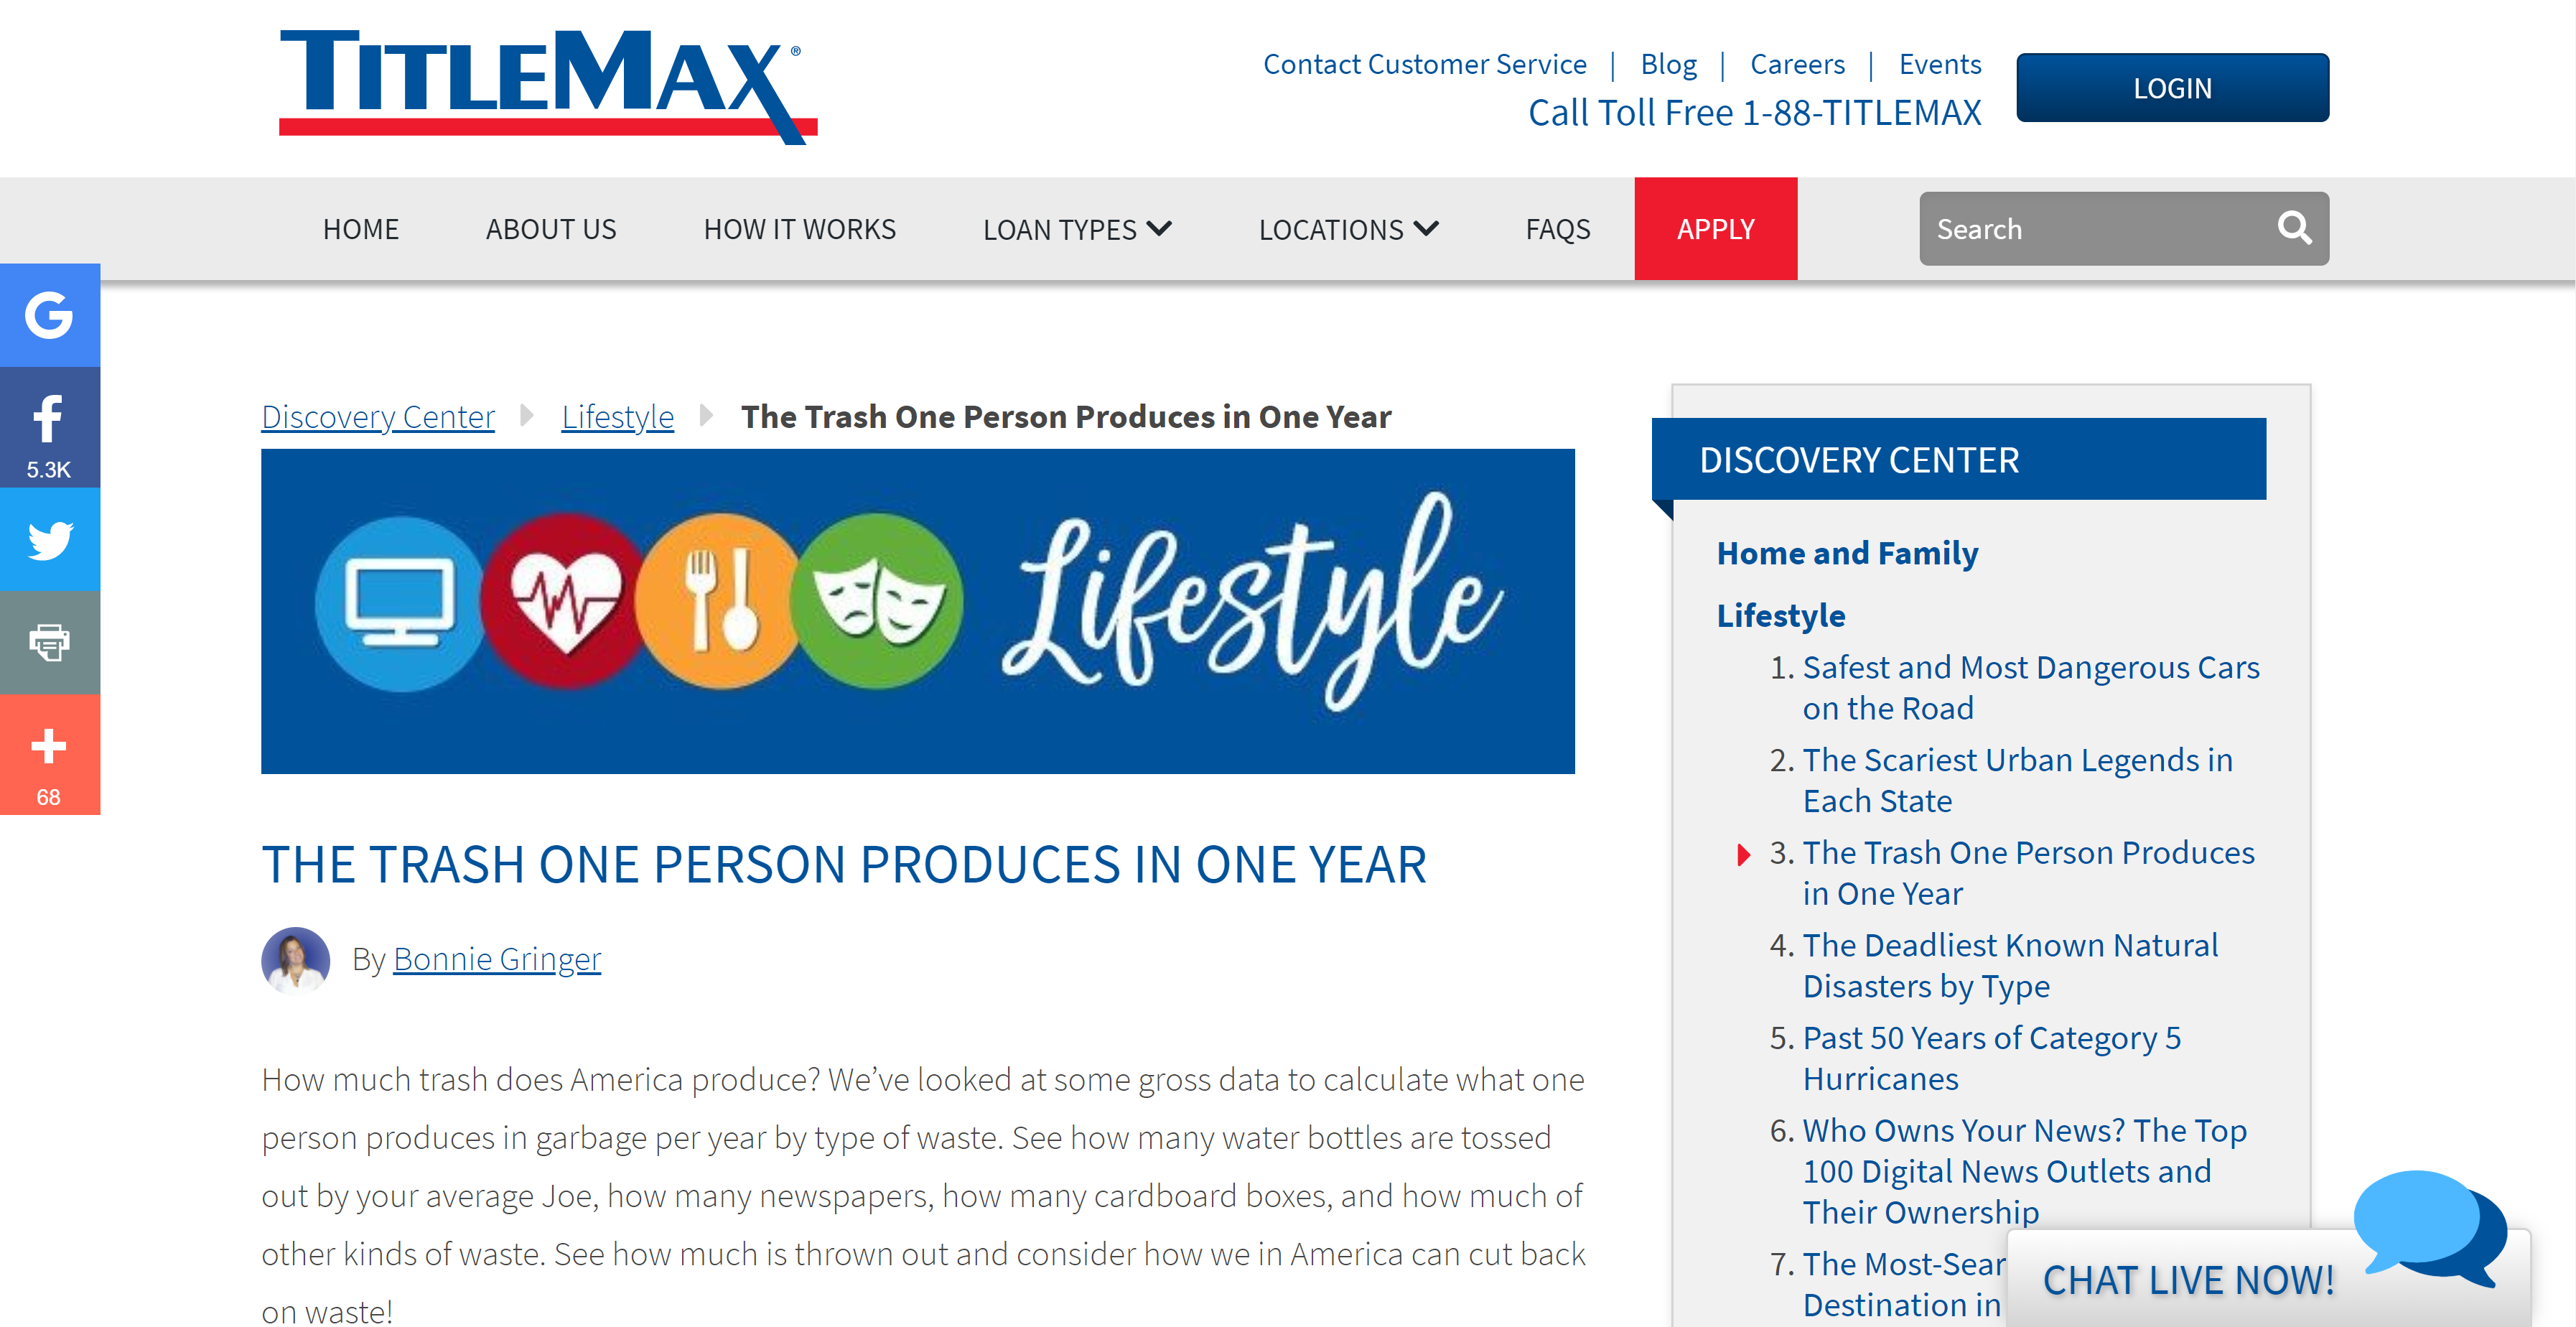 TITLEMAX®
Contact Customer Service | Blog | Careers | Events
Call Toll Free 1-88-TITLEMAX
LOGIN
HOME
ABOUT US
HOW IT WORKS
LOAN TYPES
LOCATIONS
FAQS
APPLY
Search
G
f
5.3K
68
Discovery Center
Lifestyle
The Trash One Person Produces in One Year
Lifestyle
THE TRASH ONE PERSON PRODUCES IN ONE YEAR
By Bonnie Gringer
How much trash does America produce? We’ve looked at some gross data to calculate what one
person produces in garbage per year by type of waste. See how many water bottles are tossed
out by your average Joe, how many newspapers, how many cardboard boxes, and how much of
other kinds of waste. See how much is thrown out and consider how we in America can cut back
on waste!
DISCOVERY CENTER
Home and Family
Lifestyle
1. Safest and Most Dangerous Cars
on the Road
2. The Scariest Urban Legends in
Each State
3. The Trash One Person Produces
in One Year
4. The Deadliest Known Natural
Disasters by Type
5. Past 50 Years of Category 5
Hurricanes
6. Who Owns Your News? The Top
100 Digital News Outlets and
Their Ownership
7. The Most-Sear
Destination in
CHAT LIVE NOW!